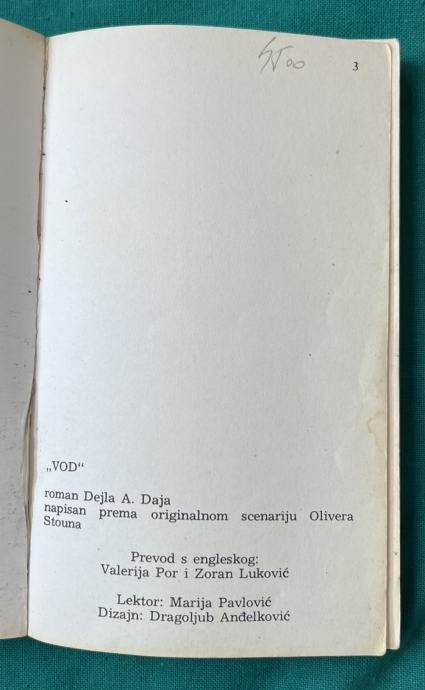 3
„VOD“
roman Dejla A. Daja
napisan prema originalnom scenariju Olivera
Stouna
Prevod s engleskog:
Valerija Por i Zoran Luković
Lektor: Marija Pavlović
Dizajn: Dragoljub Anđelković